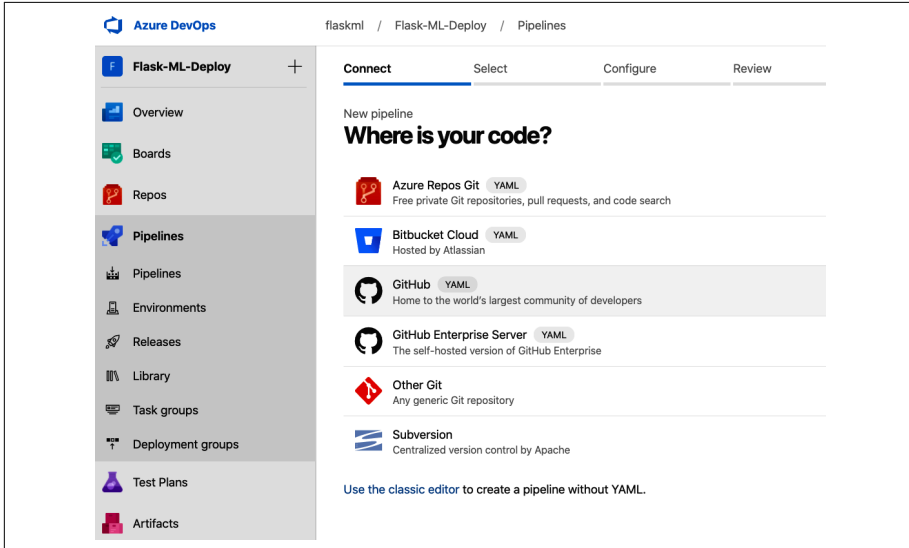 Azure DevOps
flaskml / Flask-ML-Deploy / Pipelines
F Flask-ML-Deploy +
Overview
Boards
Repos
Pipelines
Pipelines
Environments
Releases
Library
Task groups
Deployment groups
Test Plans
Artifacts
Connect Select Configure Review
New pipeline
Where is your code?
Azure Repos Git YAML
Free private Git repositories, pull requests, and code search
Bitbucket Cloud YAML
Hosted by Atlassian
GitHub YAML
Home to the world's largest community of developers
GitHub Enterprise Server YAML
The self-hosted version of GitHub Enterprise
Other Git
Any generic Git repository
Subversion
Centralized version control by Apache
Use the classic editor to create a pipeline without YAML.